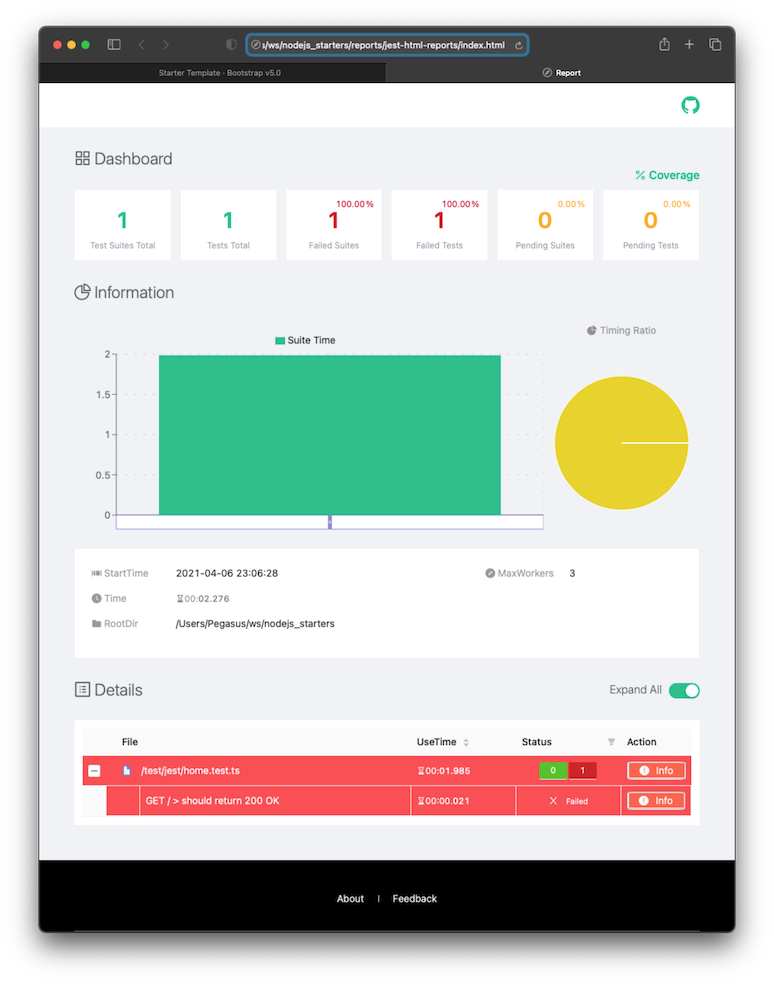 /ws/nodejs_starters/reports/jest-html-reports/index.html
Starter Template · Bootstrap v5.0
Report
Dashboard
% Coverage
1
Test Suites Total
1
Tests Total
100.00%
1
Failed Suites
100.00%
1
Failed Tests
0.00%
0
Pending Suites
0.00%
0
Pending Tests
Information
Suite Time
Timing Ratio
2
1.5
1
0.5
0
StartTime 2021-04-06 23:06:28 MaxWorkers 3
Time 00:02.276
RootDir /Users/Pegasus/ws/nodejs_starters
Details
Expand All
File UseTime Status Action
/test/jest/home.test.ts 00:01.985 0 1 Info
GET / > should return 200 OK 00:00.021 Failed Info
About | Feedback